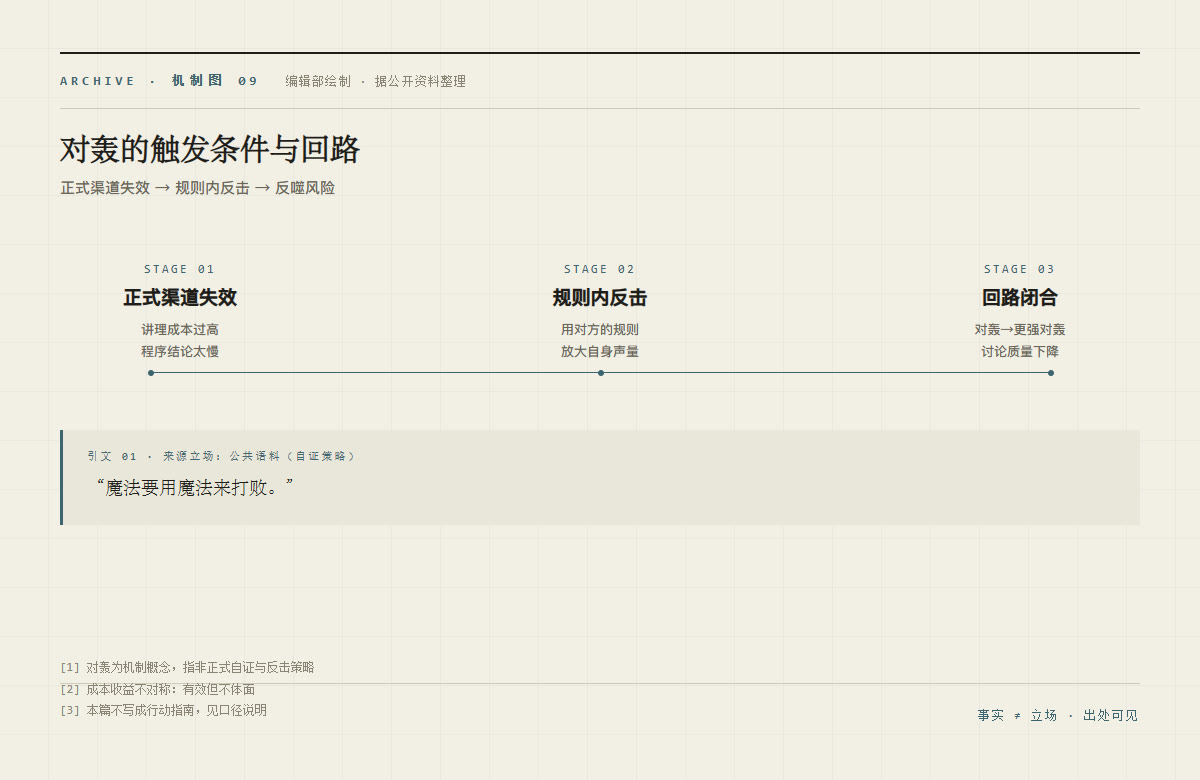 ARCHIVE · 机制图 09 编辑部绘制 · 据公开资料整理
对轰的触发条件与回路
正式渠道失效 → 规则内反击 → 反噬风险
STAGE 01
正式渠道失效
讲理成本过高
程序结论太慢
STAGE 02
规则内反击
用对方的规则
放大自身声量
STAGE 03
回路闭合
对轰→更强对轰
讨论质量下降
引文 01 · 来源立场：公共语料（自证策略）
“魔法要用魔法来打败。”
[1] 对轰为机制概念，指非正式自证与反击策略
[2] 成本收益不对称：有效但不体面
[3] 本篇不写成行动指南，见口径说明
事实 ≠ 立场 · 出处可见